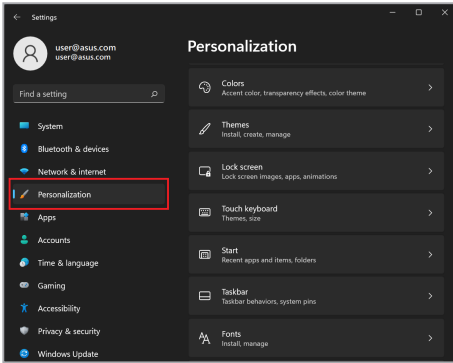 Settings
user@asus.com
user@asus.com
Find a setting
System
Bluetooth & devices
Network & internet
Personalization
Apps
Accounts
Time & language
Gaming
Accessibility
Privacy & security
Windows Update
Personalization
Colors
Accent color, transparency effects, color theme
Themes
Install, create, manage
Lock screen
Lock screen images, apps, animations
Touch keyboard
Themes, size
Start
Recent apps and items, folders
Taskbar
Taskbar behaviors, system pins
Fonts
Install, manage